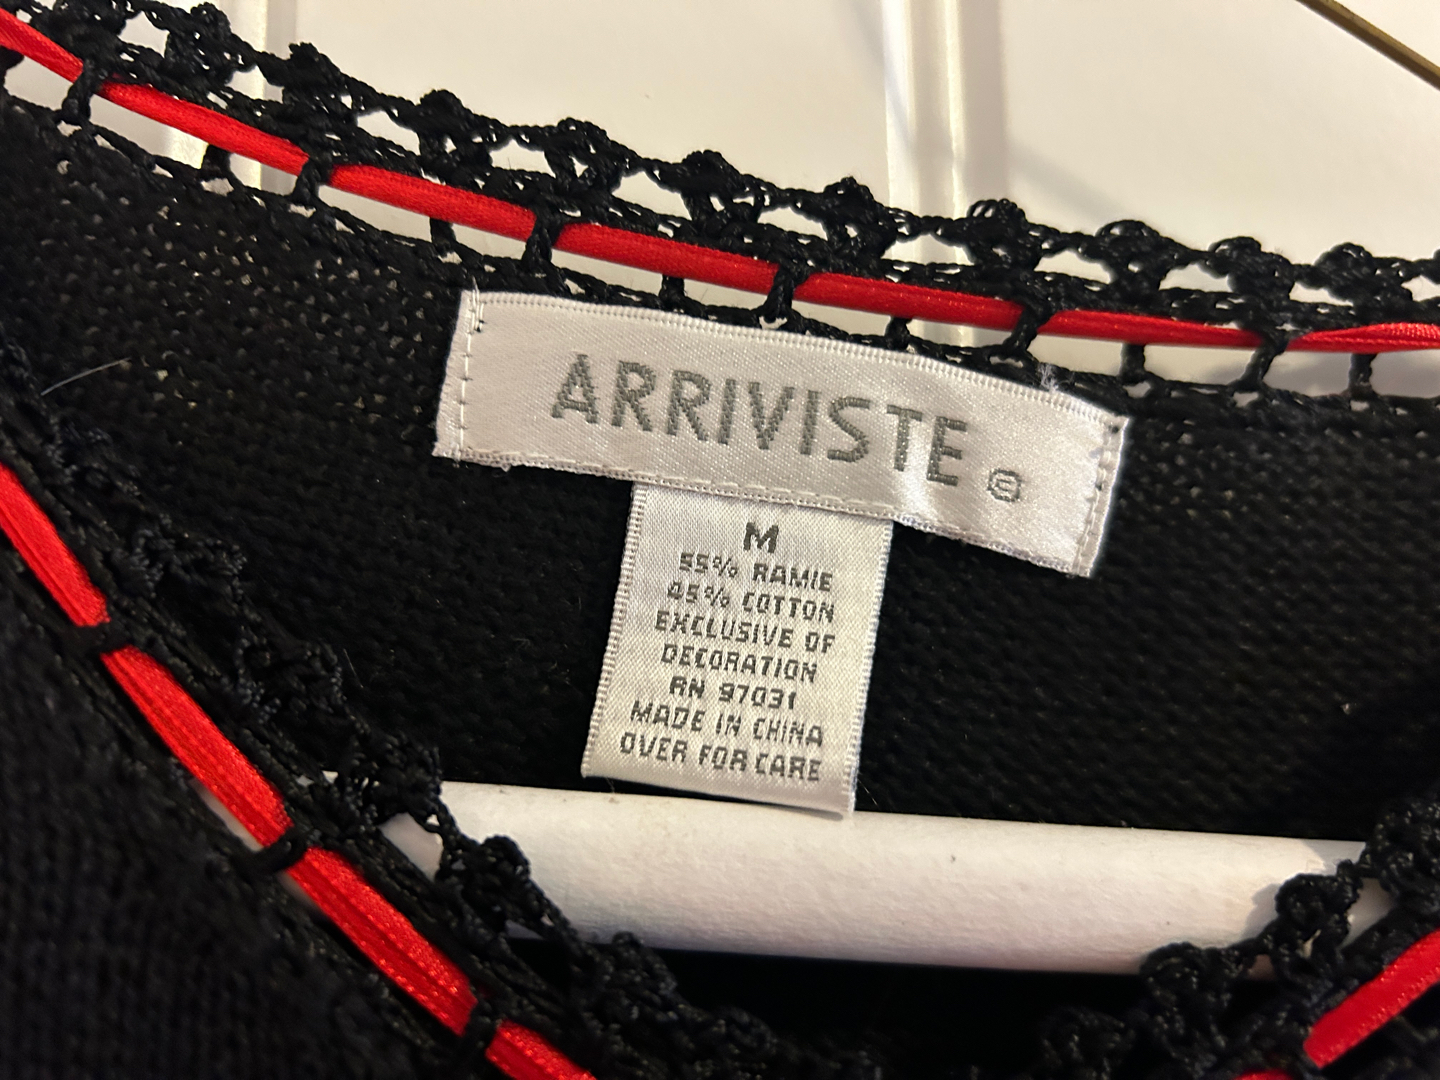 ARRIVISTE ©
M
55% RAMIE
45% COTTON
EXCLUSIVE OF
DECORATION
RN 97031
MADE IN CHINA
OVER FOR CARE